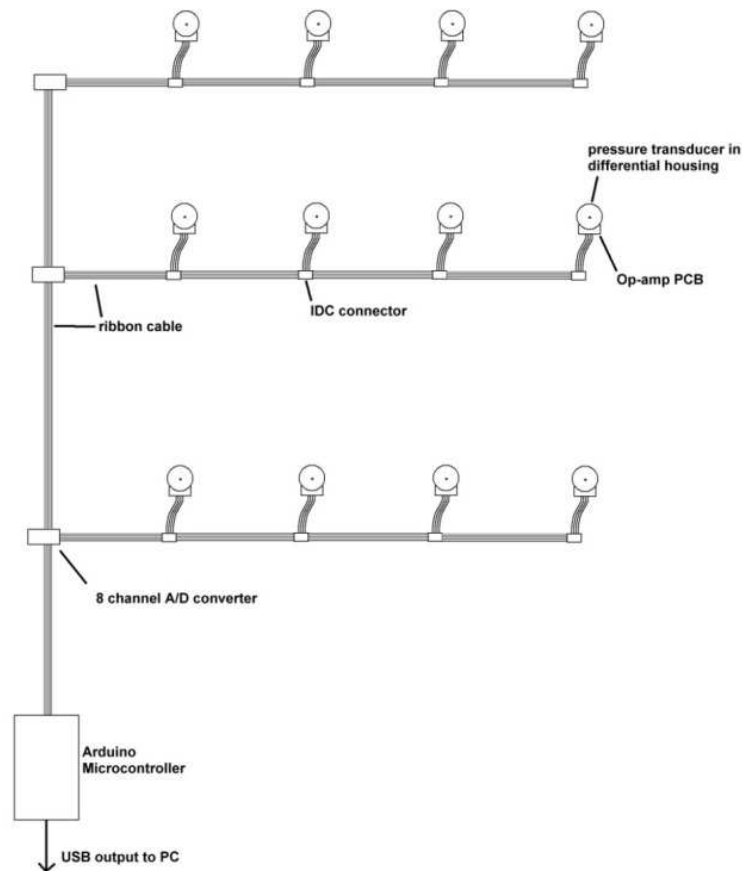 pressure transducer in
differential housing
Op-amp PCB
IDC connector
ribbon cable
8 channel A/D converter
Arduino
Microcontroller
USB output to PC